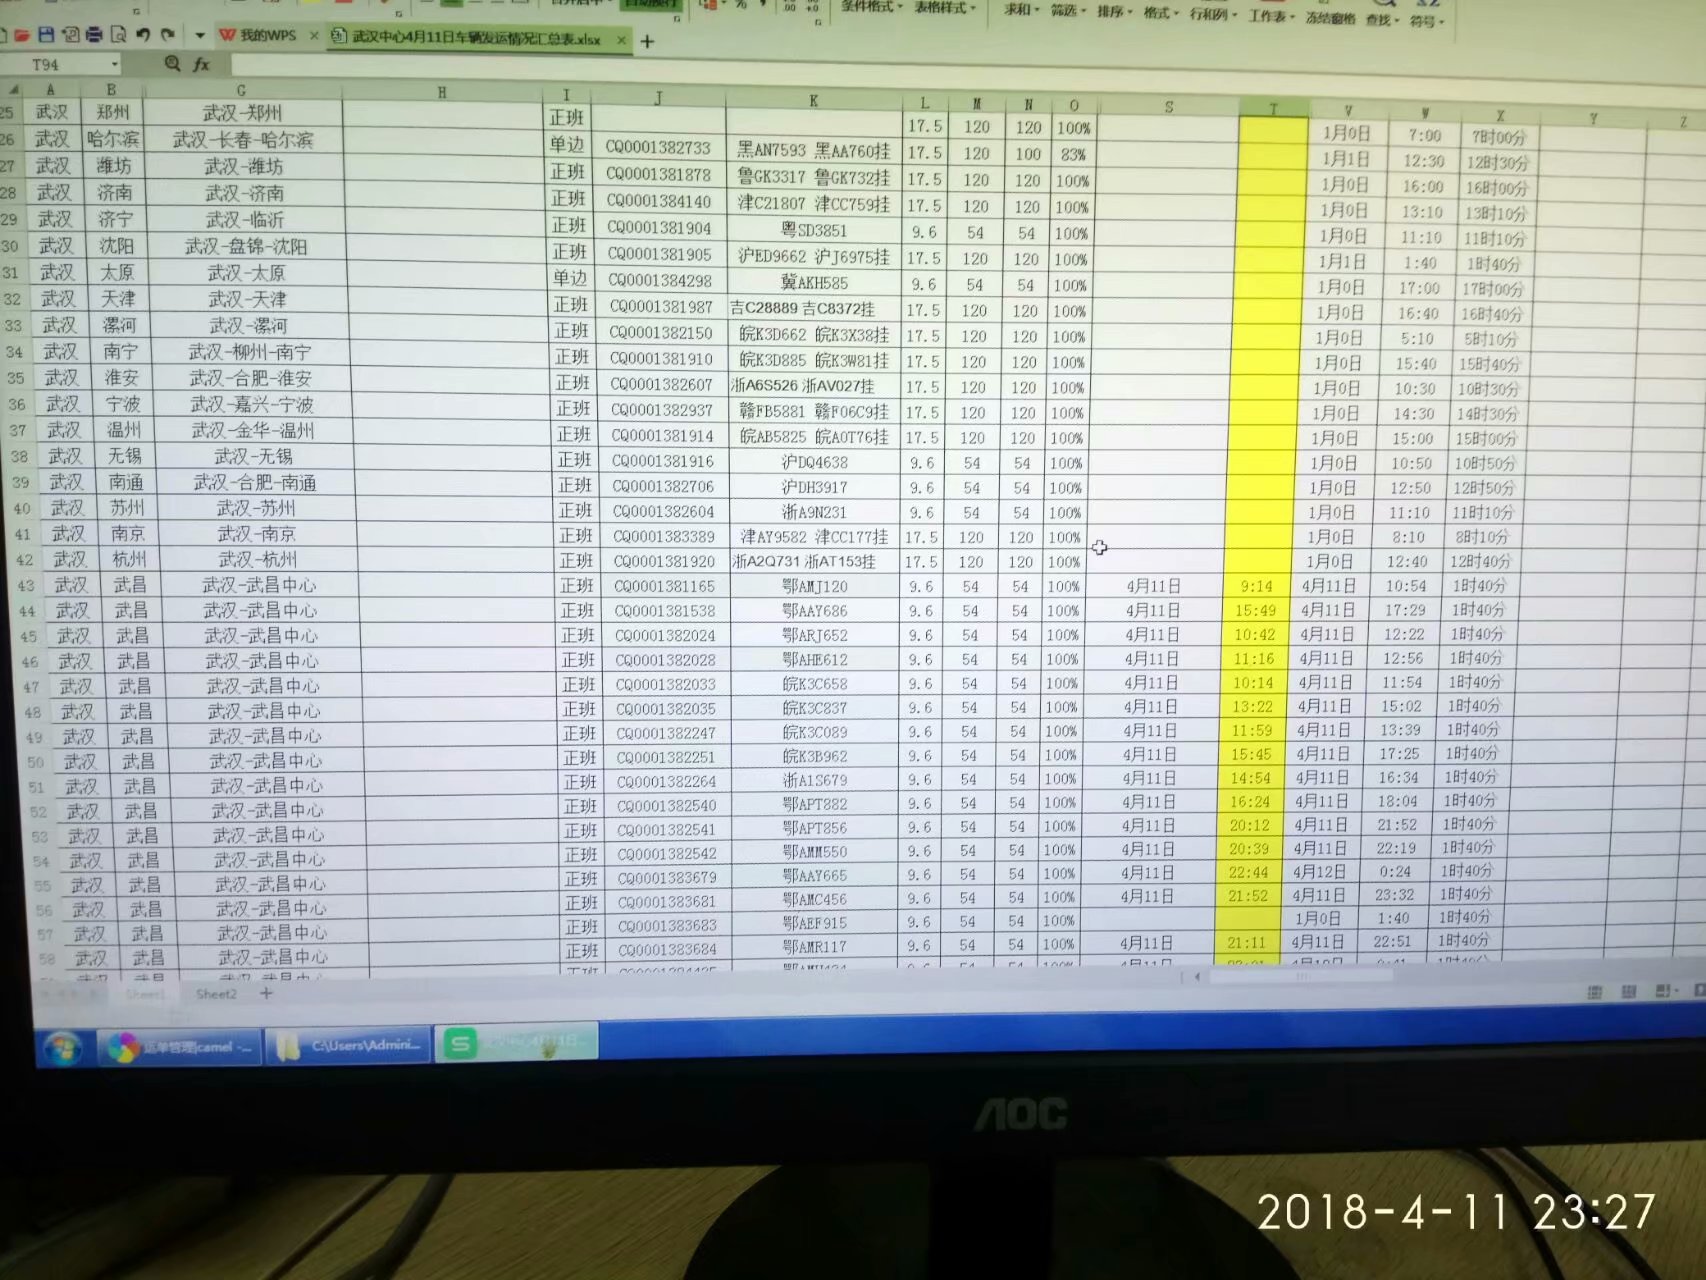 条件格式 表格样式 求和 筛选 排序 格式 行和列 工作表 冻结窗格 查找 符号
我的WPS × 武汉中心4月11日车辆发运情况汇总表.xlsx × +
T94 fx
A B G H I J K L M N O S T V W X Y Z
25 武汉 郑州 武汉-郑州 正班 17.5 120 120 100% 1月0日 7:00 7时00分
26 武汉 哈尔滨 武汉-长春-哈尔滨 单边 CQ0001382733 黑AN7593 黑AA760挂 17.5 120 100 83% 1月1日 12:30 12时30分
27 武汉 潍坊 武汉-潍坊 正班 CQ0001381878 鲁GK3317 鲁GK732挂 17.5 120 120 100% 1月0日 16:00 16时00分
28 武汉 济南 武汉-济南 正班 CQ0001384140 津C21807 津CC759挂 17.5 120 120 100% 1月0日 13:10 13时10分
29 武汉 济宁 武汉-临沂 正班 CQ0001381904 粤SD3851 9.6 54 54 100% 1月0日 11:10 11时10分
30 武汉 沈阳 武汉-盘锦-沈阳 正班 CQ0001381905 沪ED9662 沪J6975挂 17.5 120 120 100% 1月1日 1:40 1时40分
31 武汉 太原 武汉-太原 单边 CQ0001384298 冀AKH585 9.6 54 54 100% 1月0日 17:00 17时00分
32 武汉 天津 武汉-天津 正班 CQ0001381987 吉C28889 吉C8372挂 17.5 120 120 100% 1月0日 16:40 16时40分
33 武汉 漯河 武汉-漯河 正班 CQ0001382150 皖K3D662 皖K3X38挂 17.5 120 120 100% 1月0日 5:10 5时10分
34 武汉 南宁 武汉-柳州-南宁 正班 CQ0001381910 皖K3D885 皖K3W81挂 17.5 120 120 100% 1月0日 15:40 15时40分
35 武汉 淮安 武汉-合肥-淮安 正班 CQ0001382607 浙A6S526 浙AV027挂 17.5 120 120 100% 1月0日 10:30 10时30分
36 武汉 宁波 武汉-嘉兴-宁波 正班 CQ0001382937 赣FB5881 赣F06C9挂 17.5 120 120 100% 1月0日 14:30 14时30分
37 武汉 温州 武汉-金华-温州 正班 CQ0001381914 皖AB5825 皖A0T76挂 17.5 120 120 100% 1月0日 15:00 15时00分
38 武汉 无锡 武汉-无锡 正班 CQ0001381916 沪DQ4638 9.6 54 54 100% 1月0日 10:50 10时50分
39 武汉 南通 武汉-合肥-南通 正班 CQ0001382706 沪DH3917 9.6 54 54 100% 1月0日 12:50 12时50分
40 武汉 苏州 武汉-苏州 正班 CQ0001382604 浙A9N231 9.6 54 54 100% 1月0日 11:10 11时10分
41 武汉 南京 武汉-南京 正班 CQ0001383389 津AY9582 津CC177挂 17.5 120 120 100% 1月0日 8:10 8时10分
42 武汉 杭州 武汉-杭州 正班 CQ0001381920 浙A2Q731 浙AT153挂 17.5 120 120 100% 1月0日 12:40 12时40分
43 武汉 武昌 武汉-武昌中心 正班 CQ0001381165 鄂AMJ120 9.6 54 54 100% 4月11日 9:14 4月11日 10:54 1时40分
44 武汉 武昌 武汉-武昌中心 正班 CQ0001381538 鄂AAY686 9.6 54 54 100% 4月11日 15:49 4月11日 17:29 1时40分
45 武汉 武昌 武汉-武昌中心 正班 CQ0001382024 鄂ARJ652 9.6 54 54 100% 4月11日 10:42 4月11日 12:22 1时40分
46 武汉 武昌 武汉-武昌中心 正班 CQ0001382028 鄂AHE612 9.6 54 54 100% 4月11日 11:16 4月11日 12:56 1时40分
47 武汉 武昌 武汉-武昌中心 正班 CQ0001382033 皖K3C658 9.6 54 54 100% 4月11日 10:14 4月11日 11:54 1时40分
48 武汉 武昌 武汉-武昌中心 正班 CQ0001382035 皖K3C837 9.6 54 54 100% 4月11日 13:22 4月11日 15:02 1时40分
49 武汉 武昌 武汉-武昌中心 正班 CQ0001382247 皖K3C089 9.6 54 54 100% 4月11日 11:59 4月11日 13:39 1时40分
50 武汉 武昌 武汉-武昌中心 正班 CQ0001382251 皖K3B962 9.6 54 54 100% 4月11日 15:45 4月11日 17:25 1时40分
51 武汉 武昌 武汉-武昌中心 正班 CQ0001382264 浙A1S679 9.6 54 54 100% 4月11日 14:54 4月11日 16:34 1时40分
52 武汉 武昌 武汉-武昌中心 正班 CQ0001382540 鄂APT882 9.6 54 54 100% 4月11日 16:24 4月11日 18:04 1时40分
53 武汉 武昌 武汉-武昌中心 正班 CQ0001382541 鄂APT856 9.6 54 54 100% 4月11日 20:12 4月11日 21:52 1时40分
54 武汉 武昌 武汉-武昌中心 正班 CQ0001382542 鄂AMM550 9.6 54 54 100% 4月11日 20:39 4月11日 22:19 1时40分
55 武汉 武昌 武汉-武昌中心 正班 CQ0001383679 鄂AAY665 9.6 54 54 100% 4月11日 22:44 4月12日 0:24 1时40分
56 武汉 武昌 武汉-武昌中心 正班 CQ0001383681 鄂AMC456 9.6 54 54 100% 4月11日 21:52 4月11日 23:32 1时40分
57 武汉 武昌 武汉-武昌中心 正班 CQ0001383683 鄂AEF915 9.6 54 54 100% 1月0日 1:40 1时40分
58 武汉 武昌 武汉-武昌中心 正班 CQ0001383684 鄂AMR117 9.6 54 54 100% 4月11日 21:11 4月11日 22:51 1时40分
Sheet1 Sheet2 +
运单管理|camel -... C:\Users\Admini...
AOC
2018-4-11 23:27